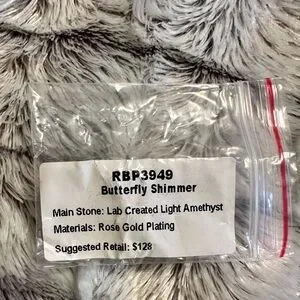 RBP3949
Butterfly Shimmer
Main Stone: Lab Created Light Amethyst
Materials: Rose Gold Plating
Suggested Retail: $128